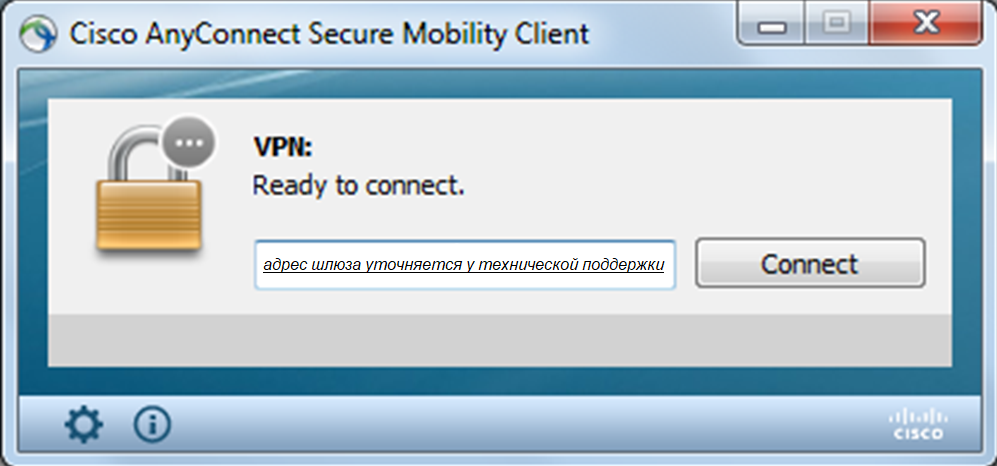 Cisco AnyConnect Secure Mobility Client
VPN:
Ready to connect.
адрес шлюза уточняется у технической поддержки
Connect
CISCO